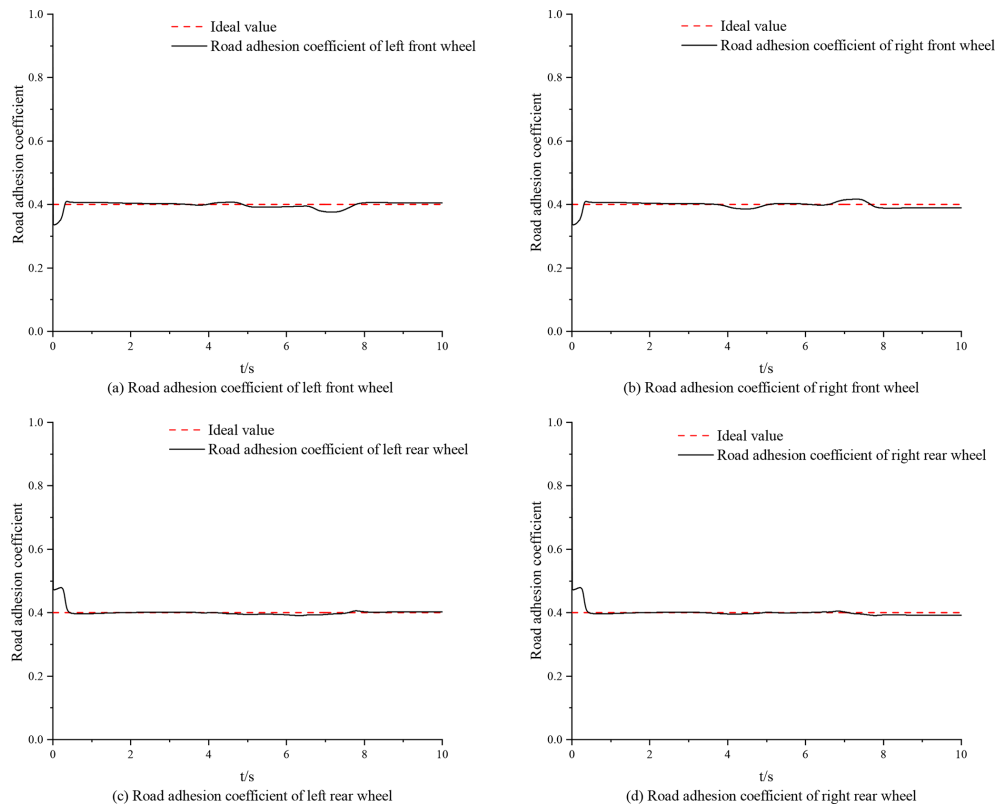 Ideal value
Road adhesion coefficient of left front wheel
Road adhesion coefficient
1.0
0.8
0.6
0.4
0.2
0.0
0 2 4 6 8 10
t/s
(a) Road adhesion coefficient of left front wheel
Ideal value
Road adhesion coefficient of right front wheel
Road adhesion coefficient
1.0
0.8
0.6
0.4
0.2
0.0
0 2 4 6 8 10
t/s
(b) Road adhesion coefficient of right front wheel
Ideal value
Road adhesion coefficient of left rear wheel
Road adhesion coefficient
1.0
0.8
0.6
0.4
0.2
0.0
0 2 4 6 8 10
t/s
(c) Road adhesion coefficient of left rear wheel
Ideal value
Road adhesion coefficient of right rear wheel
Road adhesion coefficient
1.0
0.8
0.6
0.4
0.2
0.0
0 2 4 6 8 10
t/s
(d) Road adhesion coefficient of right rear wheel